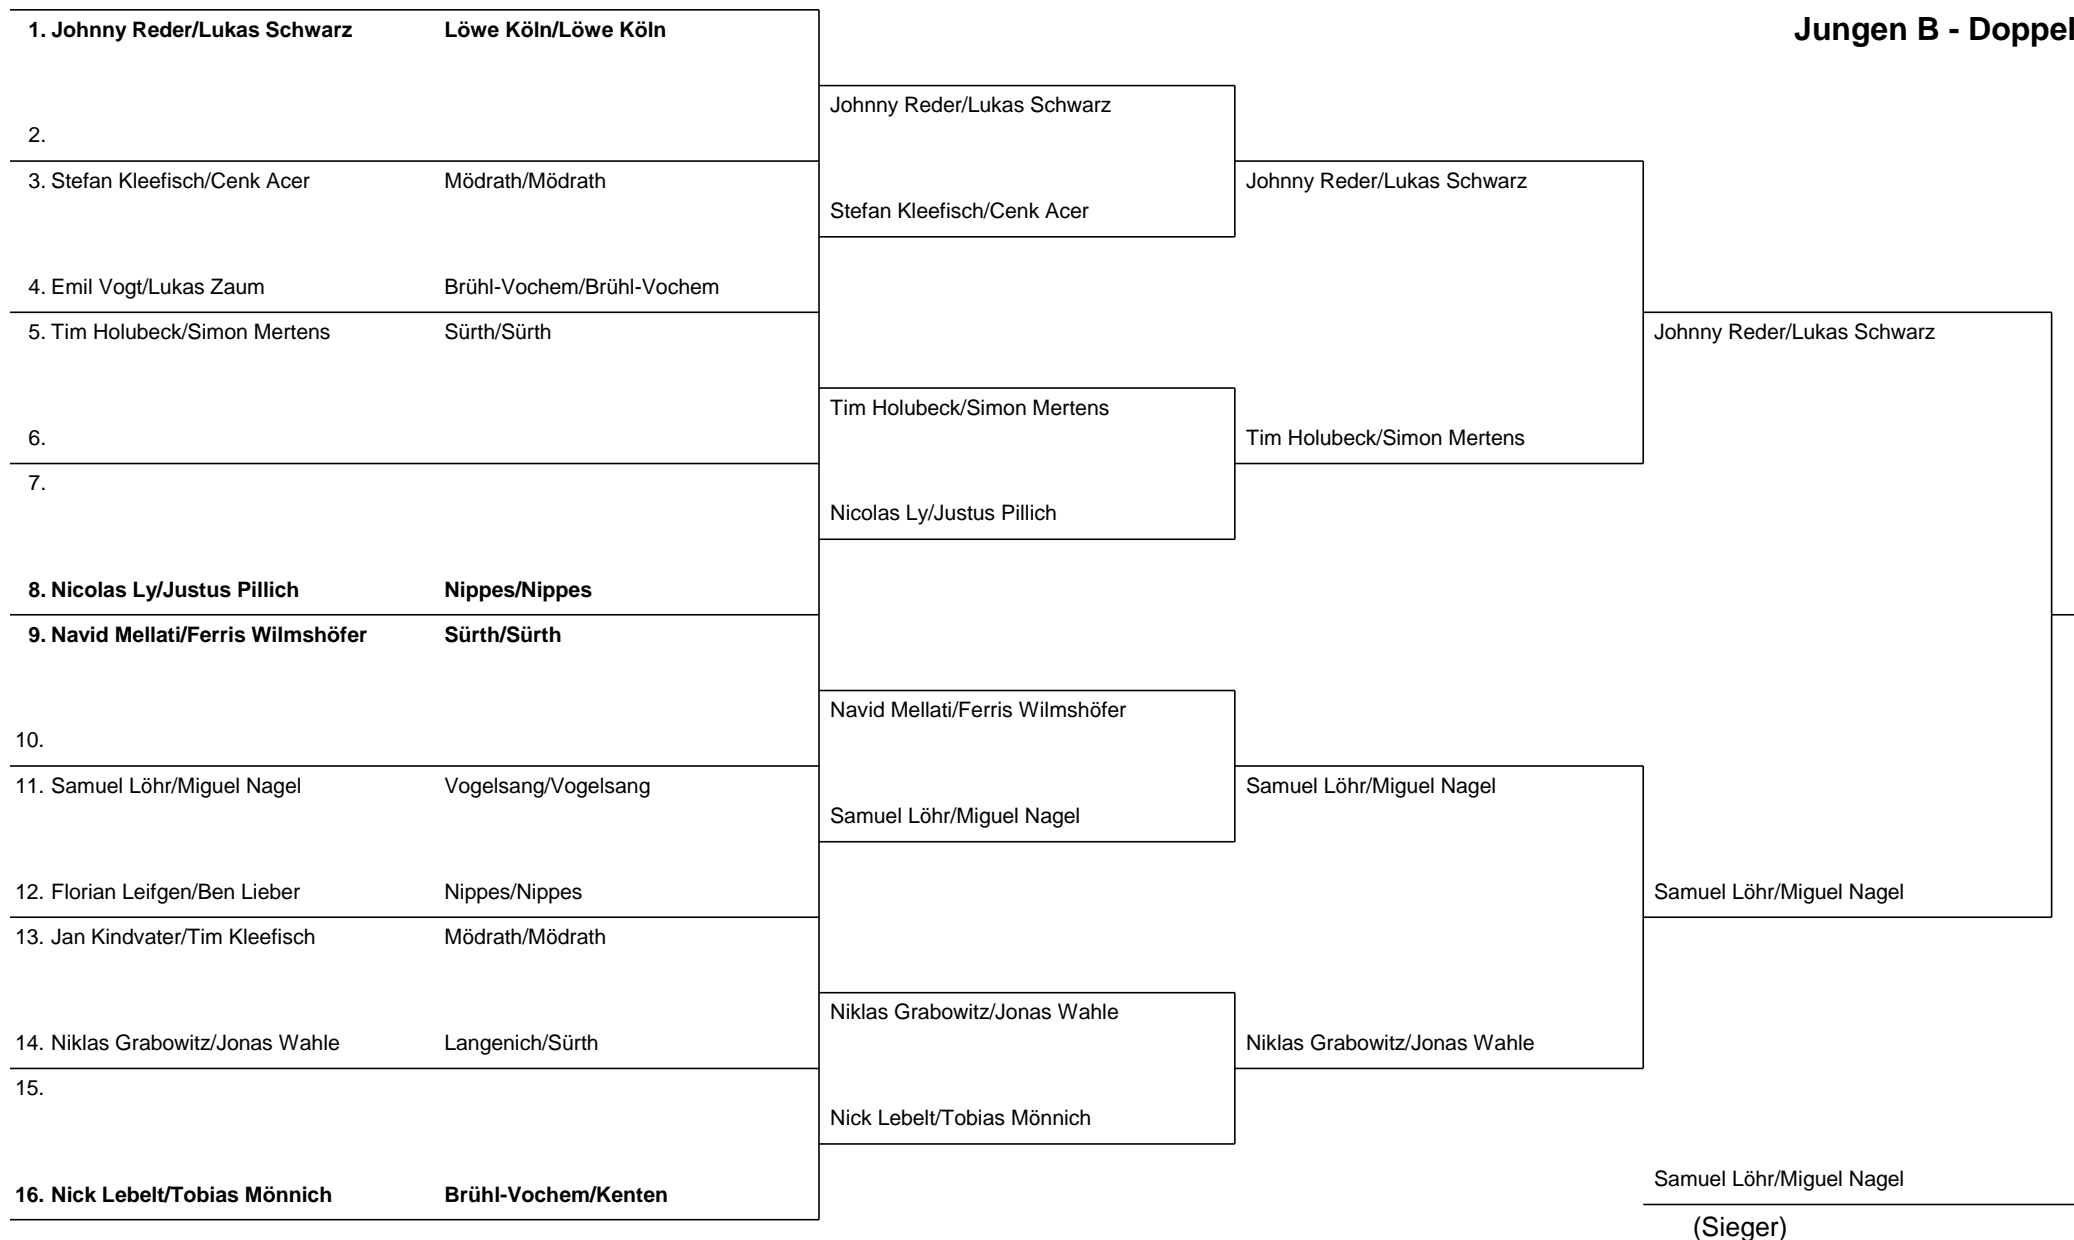 Jungen B - Doppel
1. Johnny Reder/Lukas Schwarz Löwe Köln/Löwe Köln
Johnny Reder/Lukas Schwarz
2.
3. Stefan Kleefisch/Cenk Acer Mödrath/Mödrath
Johnny Reder/Lukas Schwarz
Stefan Kleefisch/Cenk Acer
4. Emil Vogt/Lukas Zaum Brühl-Vochem/Brühl-Vochem
5. Tim Holubeck/Simon Mertens Sürth/Sürth
Johnny Reder/Lukas Schwarz
Tim Holubeck/Simon Mertens
6.
Tim Holubeck/Simon Mertens
7.
Nicolas Ly/Justus Pillich
8. Nicolas Ly/Justus Pillich Nippes/Nippes
9. Navid Mellati/Ferris Wilmshöfer Sürth/Sürth
Navid Mellati/Ferris Wilmshöfer
10.
11. Samuel Löhr/Miguel Nagel Vogelsang/Vogelsang
Samuel Löhr/Miguel Nagel
Samuel Löhr/Miguel Nagel
12. Florian Leifgen/Ben Lieber Nippes/Nippes
Samuel Löhr/Miguel Nagel
13. Jan Kindvater/Tim Kleefisch Mödrath/Mödrath
Niklas Grabowitz/Jonas Wahle
14. Niklas Grabowitz/Jonas Wahle Langenich/Sürth
Niklas Grabowitz/Jonas Wahle
15.
Nick Lebelt/Tobias Mönnich
16. Nick Lebelt/Tobias Mönnich Brühl-Vochem/Kenten
Samuel Löhr/Miguel Nagel
(Sieger)